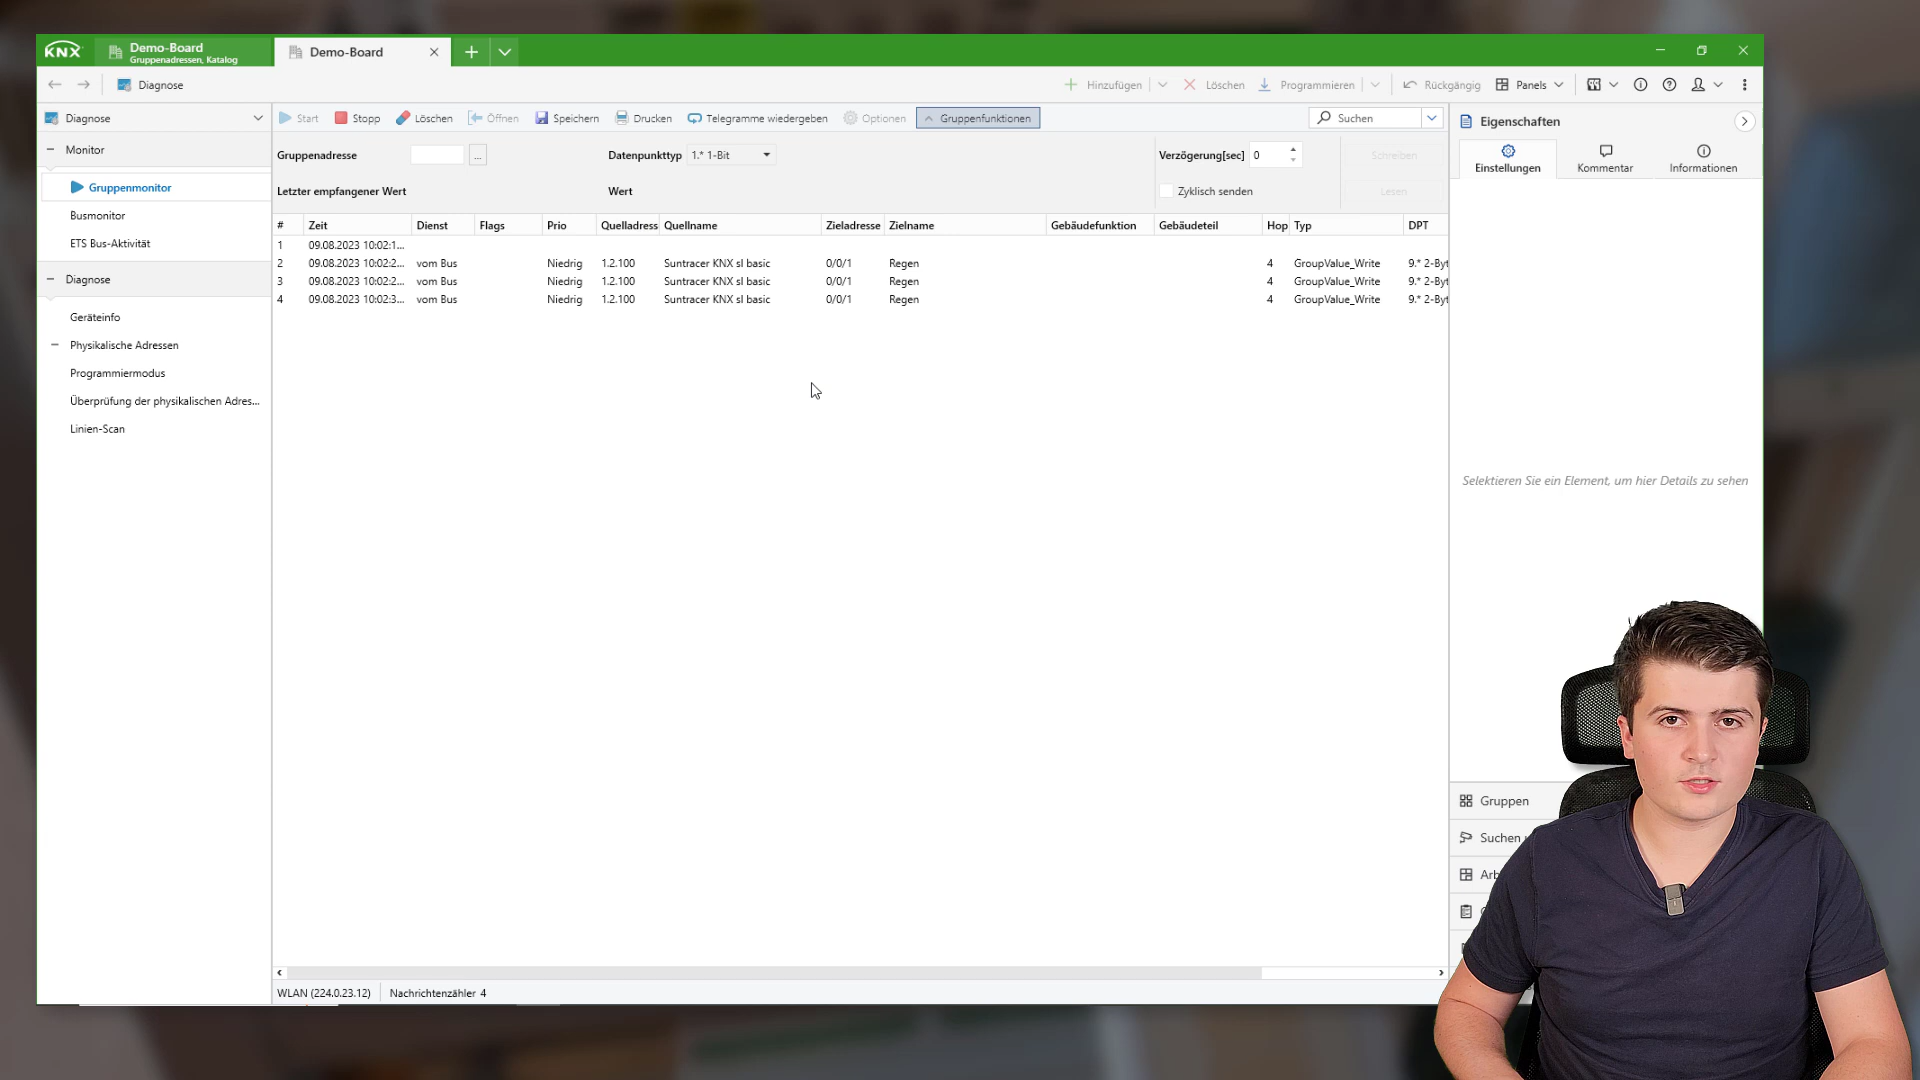 KNX
Demo-Board
Gruppenadressen, Katalog
Demo-Board
Diagnose
Hinzufügen
Löschen
Programmieren
Rückgängig
Panels
Diagnose
Monitor
Gruppenmonitor
Busmonitor
ETS Bus-Aktivität
Diagnose
Geräteinfo
Physikalische Adressen
Programmiermodus
Überprüfung der physikalischen Adres...
Linien-Scan
Start
Stopp
Löschen
Öffnen
Speichern
Drucken
Telegramme wiedergeben
Optionen
Gruppenfunktionen
Suchen
Gruppenadresse
...
Datenpunkttyp 1.* 1-Bit
Verzögerung[sec] 0
Schreiben
Letzter empfangener Wert
Wert
Zyklisch senden
Lesen
# Zeit Dienst Flags Prio Quelladress Quellname Zieladresse Zielname Gebäudefunktion Gebäudeteil Hop Typ DPT
1 09.08.2023 10:02:1...
2 09.08.2023 10:02:2... vom Bus Niedrig 1.2.100 Suntracer KNX sl basic 0/0/1 Regen 4 GroupValue_Write 9.* 2-Byt
3 09.08.2023 10:02:2... vom Bus Niedrig 1.2.100 Suntracer KNX sl basic 0/0/1 Regen 4 GroupValue_Write 9.* 2-Byt
4 09.08.2023 10:02:3... vom Bus Niedrig 1.2.100 Suntracer KNX sl basic 0/0/1 Regen 4 GroupValue_Write 9.* 2-Byt
WLAN (224.0.23.12)
Nachrichtenzähler 4
Eigenschaften
Einstellungen
Kommentar
Informationen
Selektieren Sie ein Element, um hier Details zu sehen
Gruppen
Suchen
Arb